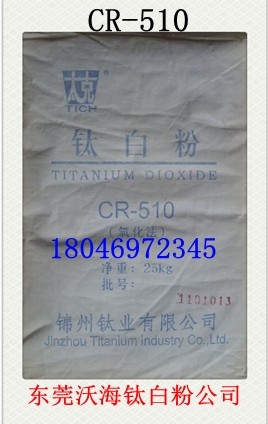 CR-510
太克
TICH
钛白粉
TITANIUM DIOXIDE
CR-510
(氯化法)
18046972345
净重:25kg
批号:
1101013
锦州钛业有限公司
Jinzhou Titanium Industry Co.,Ltd.
东莞沃海钛白粉公司